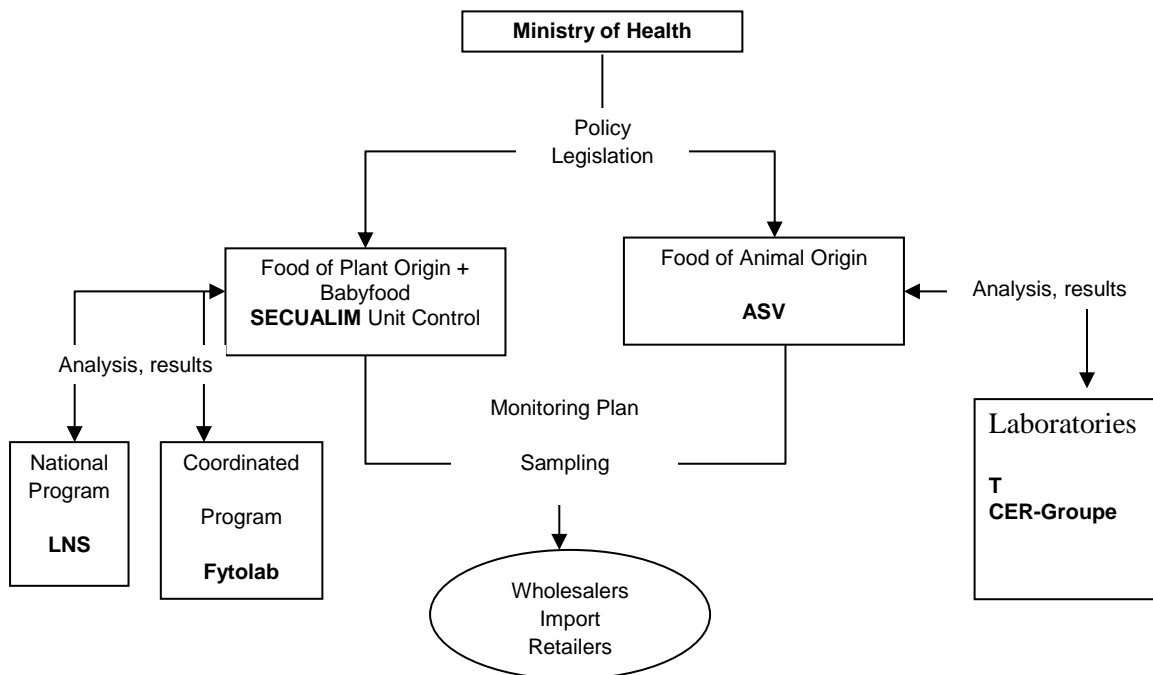 Ministry of Health
Policy
Legislation
Food of Plant Origin +
Babyfood
SECUALIM Unit Control
Food of Animal Origin
ASV
Analysis, results
Analysis, results
Monitoring Plan
Sampling
National
Program
LNS
Coordinated
Program
Fytolab
Laboratories
T
CER-Groupe
Wholesalers
Import
Retailers